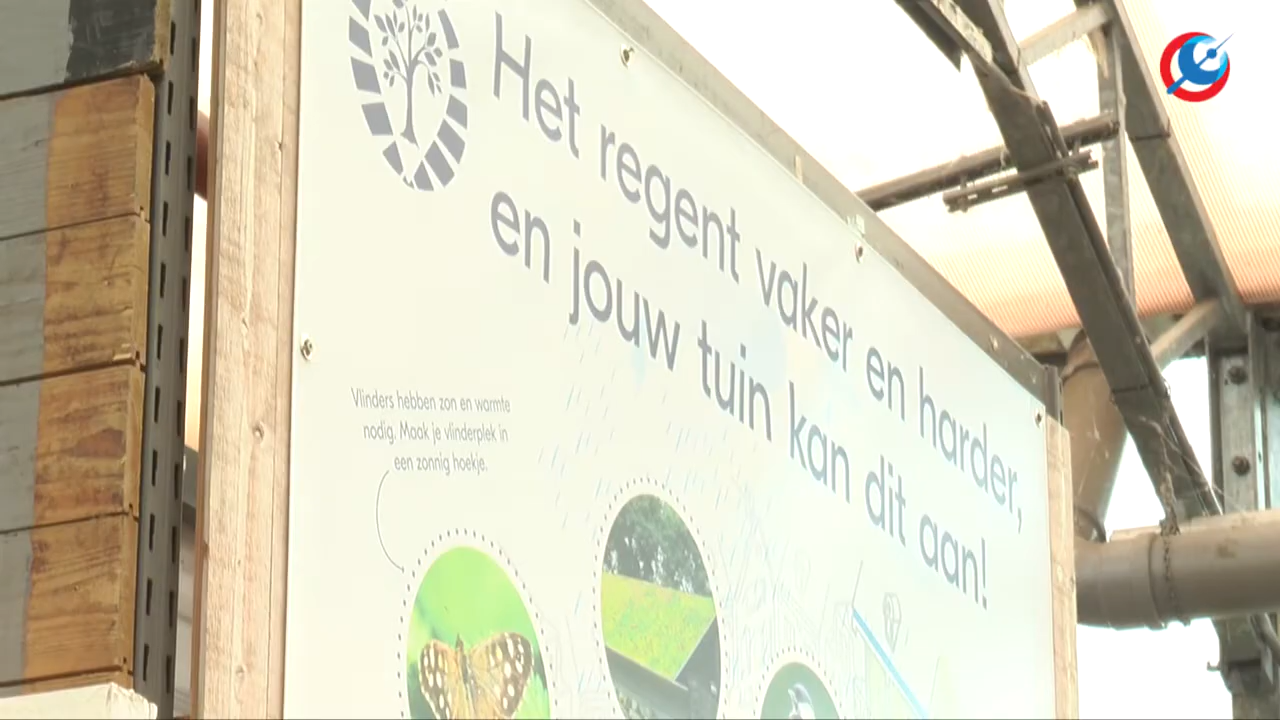 Het regent vaker en harder,
en jouw tuin kan dit aan!
Vlinders hebben zon en warmte
nodig. Maak je vlinderplek in
een zonnig hoekje.